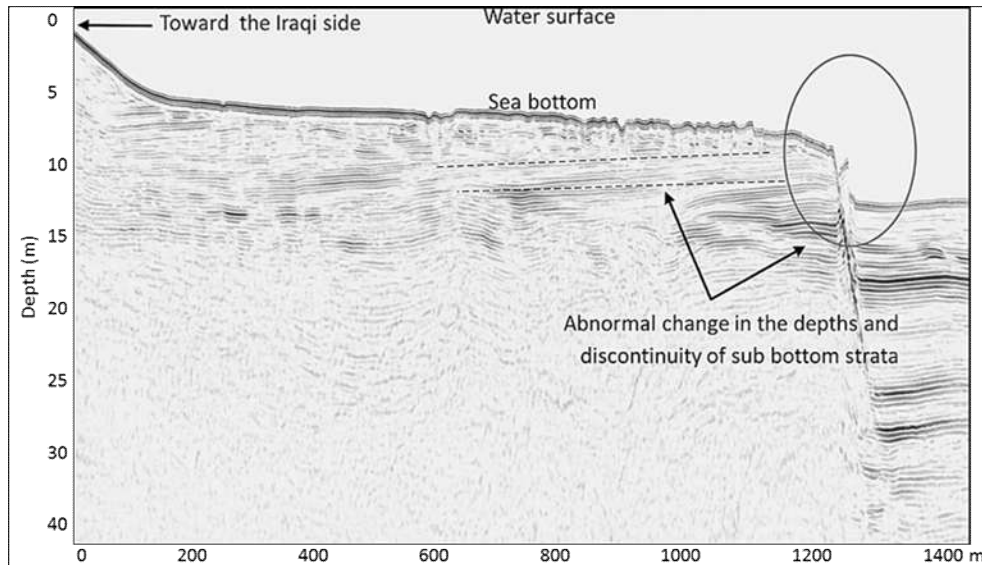 Water surface
Toward the Iraqi side
Sea bottom
Abnormal change in the depths and
discontinuity of sub bottom strata
Depth (m)
0
5
10
15
20
25
30
40
0 200 400 600 800 1000 1200 1400 m